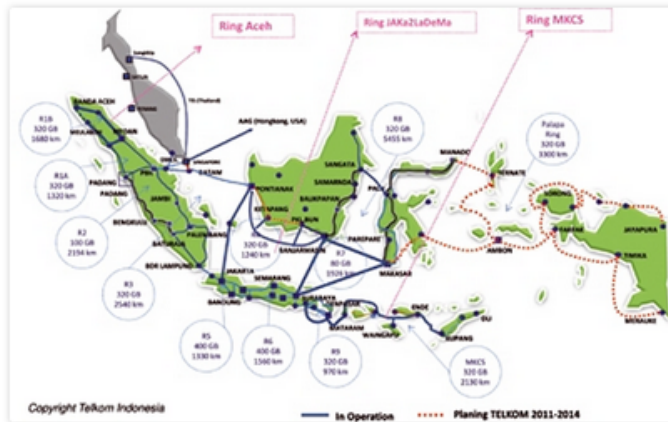 Ring Aceh
Ring JAKa2LaDeMa
Ring MKCS
R1B
320 GB
1680 km
BANDA ACEH
MEULABOH
MEDAN
AAG (Hongkong, USA)
R8
320 GB
5455 km
Palapa
Ring
320 GB
3300 km
MANADO
TERNATE
SORONG
JAYAPURA
SANGATA
SAMARINDA
BALIKPAPAN
PALU
R1A
320 GB
1320 km
PADANG
PADANG
DUMAI
PBR
BATAM
PONTIANAK
KETAPANG
JAMBI
R2
100 GB
2194 km
BENGKULU
PALEMBANG
BATURAJA
320 GB
1240 km
BANJARMASIN
R7
80 GB
1929 km
PAREPARE
MAKASAR
AMBON
FAKFAK
TIMIKA
MERAUKE
R3
320 GB
2540 km
BDR LAMPUNG
JAKARTA
SEMARANG
BANDUNG
SURABAYA
DENPASAR
MATARAM
WAINGAPU
ENDE
KUPANG
R5
400 GB
1330 km
R6
400 GB
1560 km
R9
320 GB
970 km
MKCS
320 GB
2130 km
Copyright Telkom Indonesia
In Operation
Planing TELKOM 2011-2014